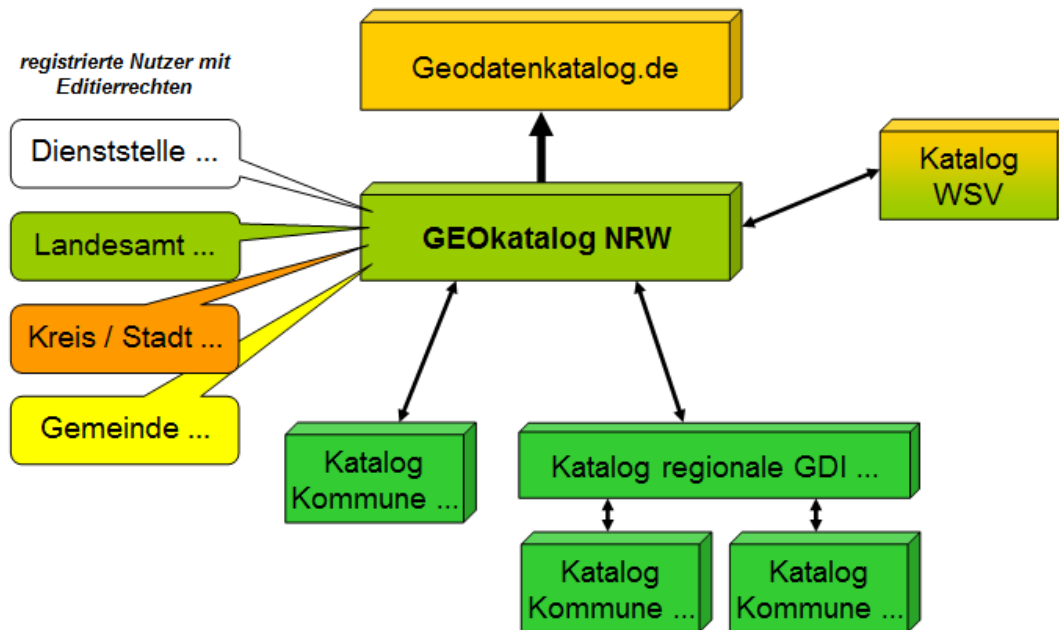 registrierte Nutzer mit
Editierrechten
Geodatenkatalog.de
Dienststelle ...
Katalog
WSV
Landesamt ...
GEOkatalog NRW
Kreis / Stadt ...
Gemeinde ...
Katalog
Kommune ...
Katalog regionale GDI ...
Katalog
Kommune ...
Katalog
Kommune ...